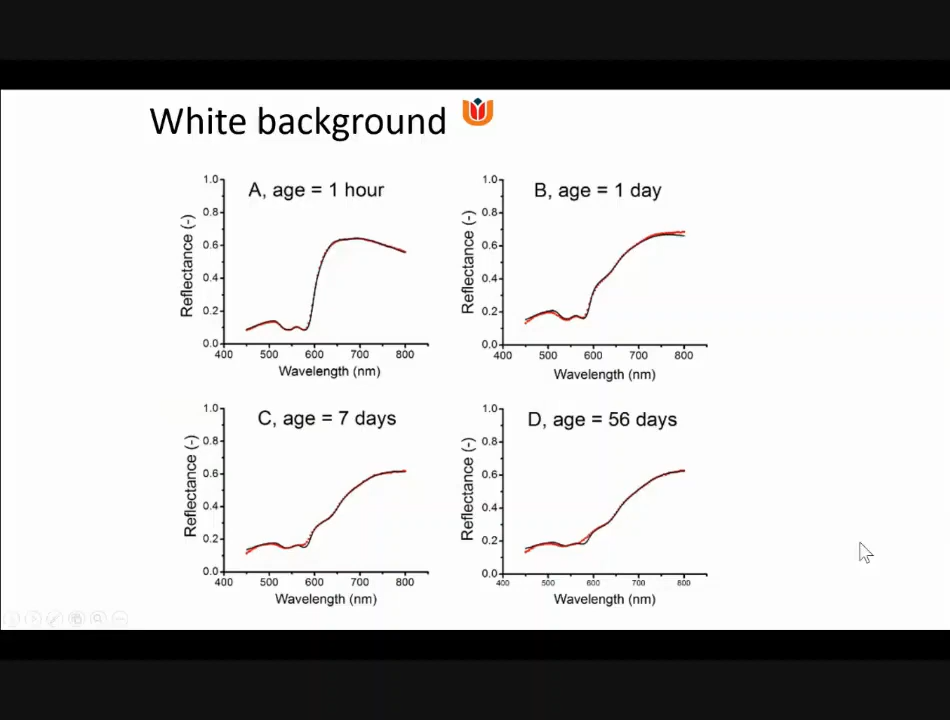 White background
A, age = 1 hour
1.0
0.8
0.6
0.4
0.2
0.0
Reflectance (-)
400 500 600 700 800
Wavelength (nm)
B, age = 1 day
1.0
0.8
0.6
0.4
0.2
0.0
Reflectance (-)
400 500 600 700 800
Wavelength (nm)
C, age = 7 days
1.0
0.8
0.6
0.4
0.2
0.0
Reflectance (-)
400 500 600 700 800
Wavelength (nm)
D, age = 56 days
1.0
0.8
0.6
0.4
0.2
0.0
Reflectance (-)
400 500 600 700 800
Wavelength (nm)